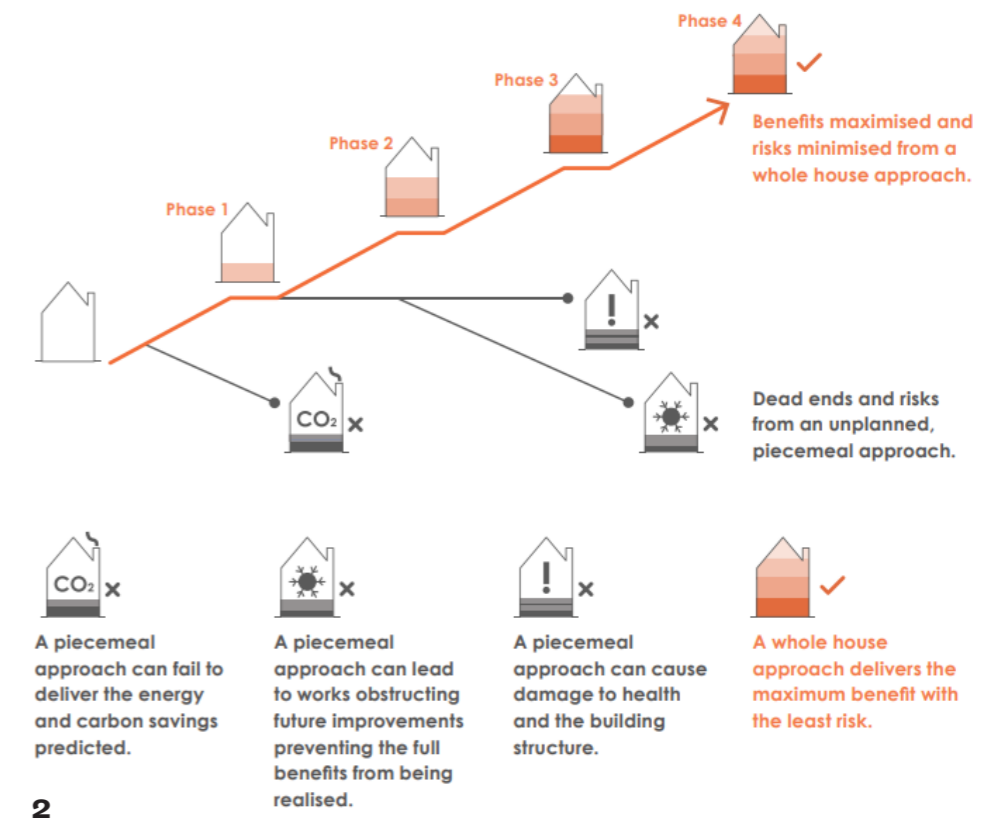 Phase 4
Phase 3
Benefits maximised and
risks minimised from a
whole house approach.
Phase 2
Phase 1
!
CO₂
Dead ends and risks
from an unplanned,
piecemeal approach.
CO₂
A piecemeal
approach can fail to
deliver the energy
and carbon savings
predicted.
A piecemeal
approach can lead
to works obstructing
future improvements
preventing the full
benefits from being
realised.
!
A piecemeal
approach can cause
damage to health
and the building
structure.
A whole house
approach delivers the
maximum benefit with
the least risk.
2